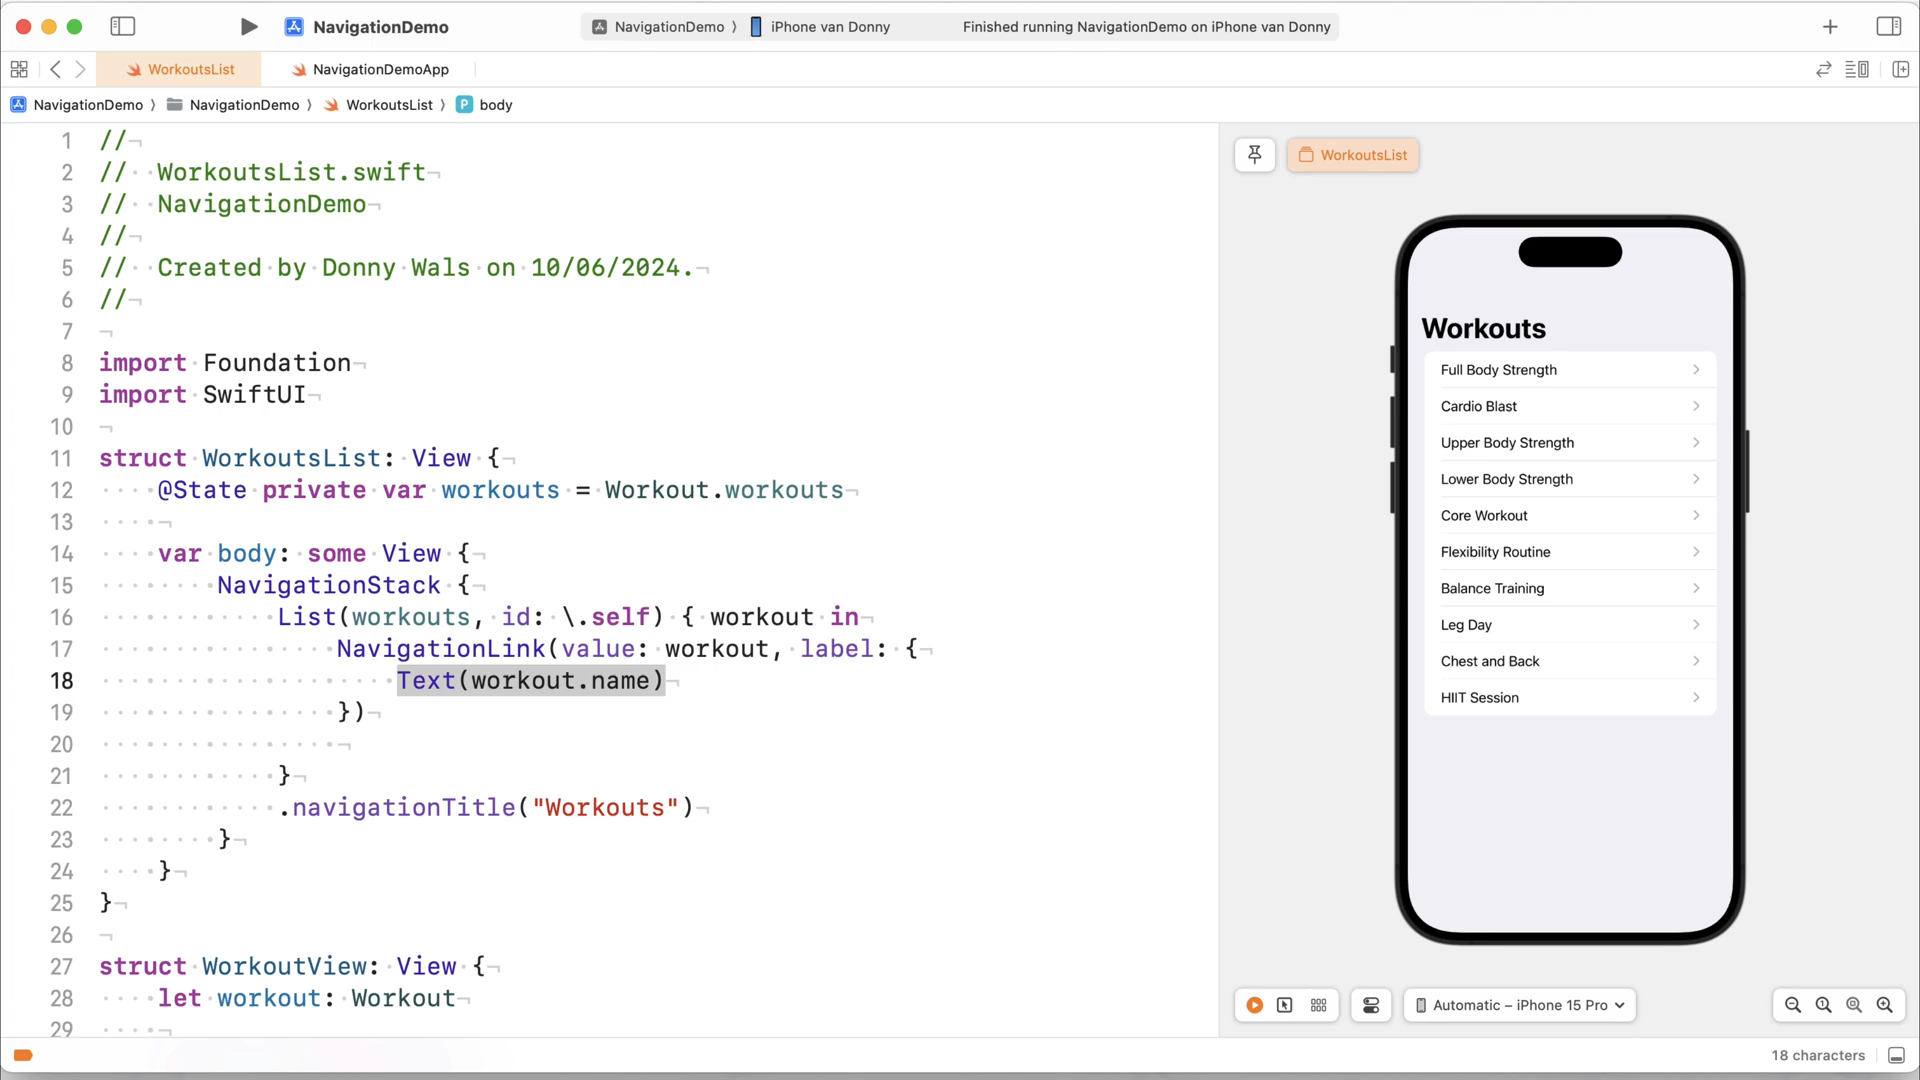 NavigationDemo
NavigationDemo 〉 iPhone van Donny
Finished running NavigationDemo on iPhone van Donny
WorkoutsList
NavigationDemoApp
NavigationDemo 〉 NavigationDemo 〉 WorkoutsList 〉 P body
1 //
2 //  WorkoutsList.swift
3 //  NavigationDemo
4 //
5 //  Created by Donny Wals on 10/06/2024.
6 //
7
8 import Foundation
9 import SwiftUI
10
11 struct WorkoutsList: View {
12     @State private var workouts = Workout.workouts
13
14     var body: some View {
15         NavigationStack {
16             List(workouts, id: \.self) { workout in
17                 NavigationLink(value: workout, label: {
18                     Text(workout.name)
19                 })
20
21             }
22             .navigationTitle("Workouts")
23         }
24     }
25 }
26
27 struct WorkoutView: View {
28     let workout: Workout
29
WorkoutsList
Workouts
Full Body Strength
Cardio Blast
Upper Body Strength
Lower Body Strength
Core Workout
Flexibility Routine
Balance Training
Leg Day
Chest and Back
HIIT Session
Automatic – iPhone 15 Pro
18 characters